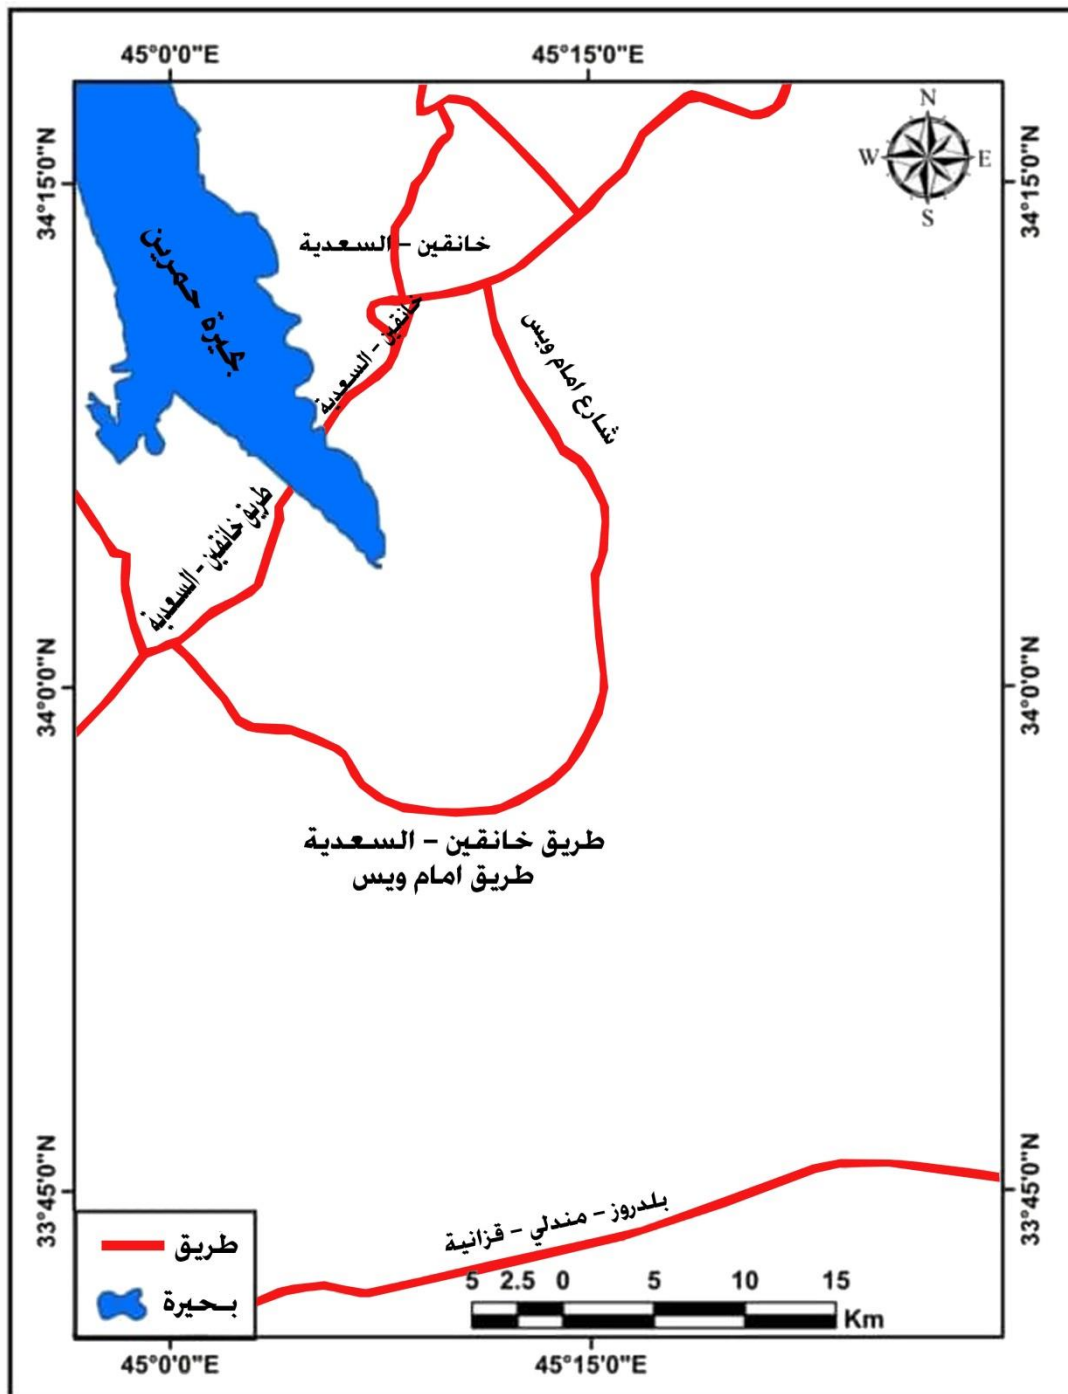 45°0'0"E
45°15'0"E
N
W
E
S
34°15'0"N
34°15'0"N
خانقين - السعدية
بحيرة حمرين
خانقين - السعدية
شارع امام ويس
طريق خانقين - السعدية
34°0'0"N
34°0'0"N
طريق خانقين - السعدية
طريق امام ويس
33°45'0"N
33°45'0"N
بلدروز - مندلي - قزانية
طريق
بحيرة
5 2.5 0 5 10 15
Km
45°0'0"E
45°15'0"E